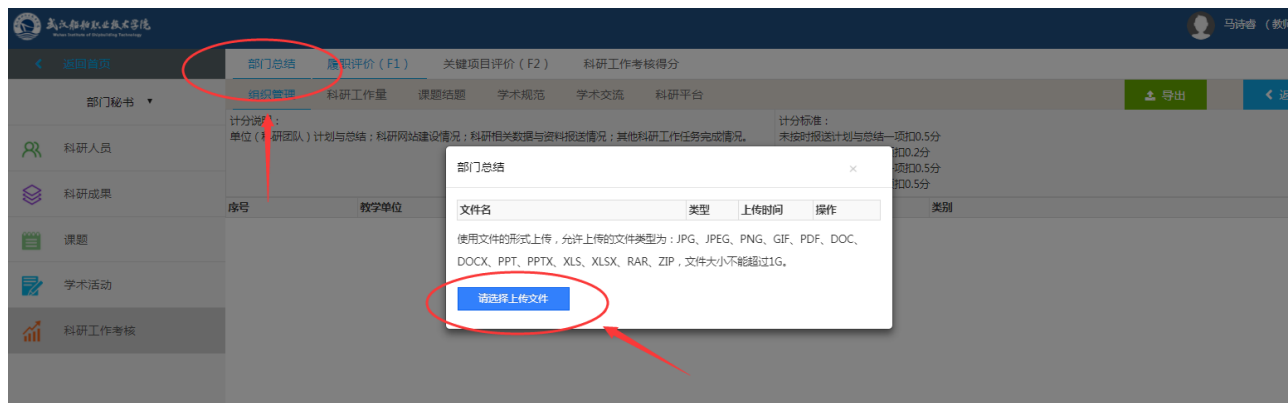 武汉船舶职业技术学院
Wuhan Institute of Shipbuilding Technology
马诗睿 （教师
返回首页
部门总结 履职评价（F1） 关键项目评价（F2） 科研工作考核得分
部门秘书
组织管理 科研工作量 课题结题 学术规范 学术交流 科研平台
导出
计分说明：
单位（科研团队）计划与总结；科研网站建设情况；科研相关数据与资料报送情况；其他科研工作任务完成情况。
计分标准：
未按时报送计划与总结一项扣0.5分
扣0.2分
一项扣0.5分
扣0.5分
科研人员
科研成果
课题
学术活动
科研工作考核
序号 教学单位 类别
部门总结 ×
文件名 类型 上传时间 操作
使用文件的形式上传，允许上传的文件类型为：JPG、JPEG、PNG、GIF、PDF、DOC、
DOCX、PPT、PPTX、XLS、XLSX、RAR、ZIP，文件大小不能超过1G。
请选择上传文件